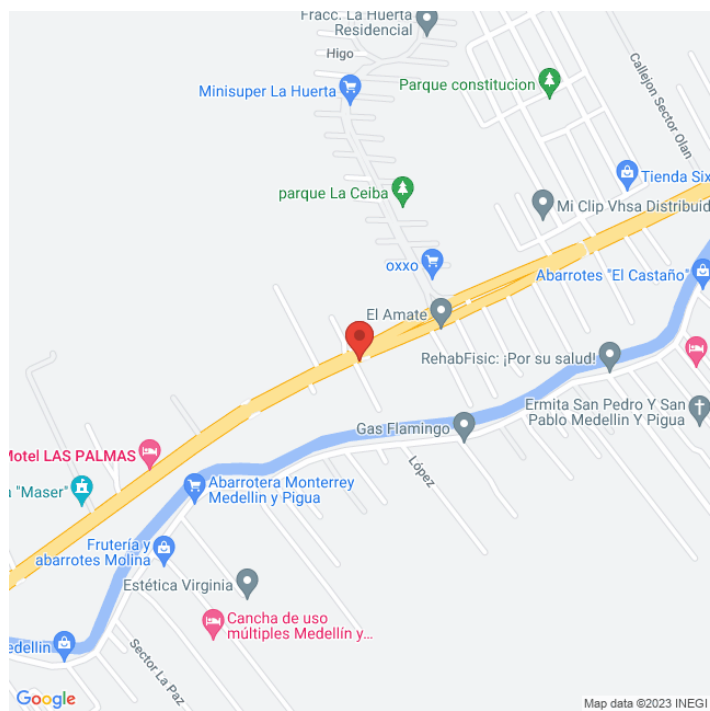 Fracc. La Huerta
Residencial
Higo
Minisuper La Huerta
Parque constitucion
Callejon Sector Olan
Tienda Six
parque La Ceiba
Mi Clip Vhsa Distribuid
oxxo
Abarrotes "El Castaño"
El Amate
RehabFisic: ¡Por su salud!
Ermita San Pedro Y San
Pablo Medellin Y Pigua
Gas Flamingo
Motel LAS PALMAS
López
a "Maser"
Abarrotera Monterrey
Medellin y Pigua
Frutería y
abarrotes Molina
Estética Virginia
Cancha de uso
múltiples Medellín y…
edellin
Sector La Paz
Google
Map data ©2023 INEGI